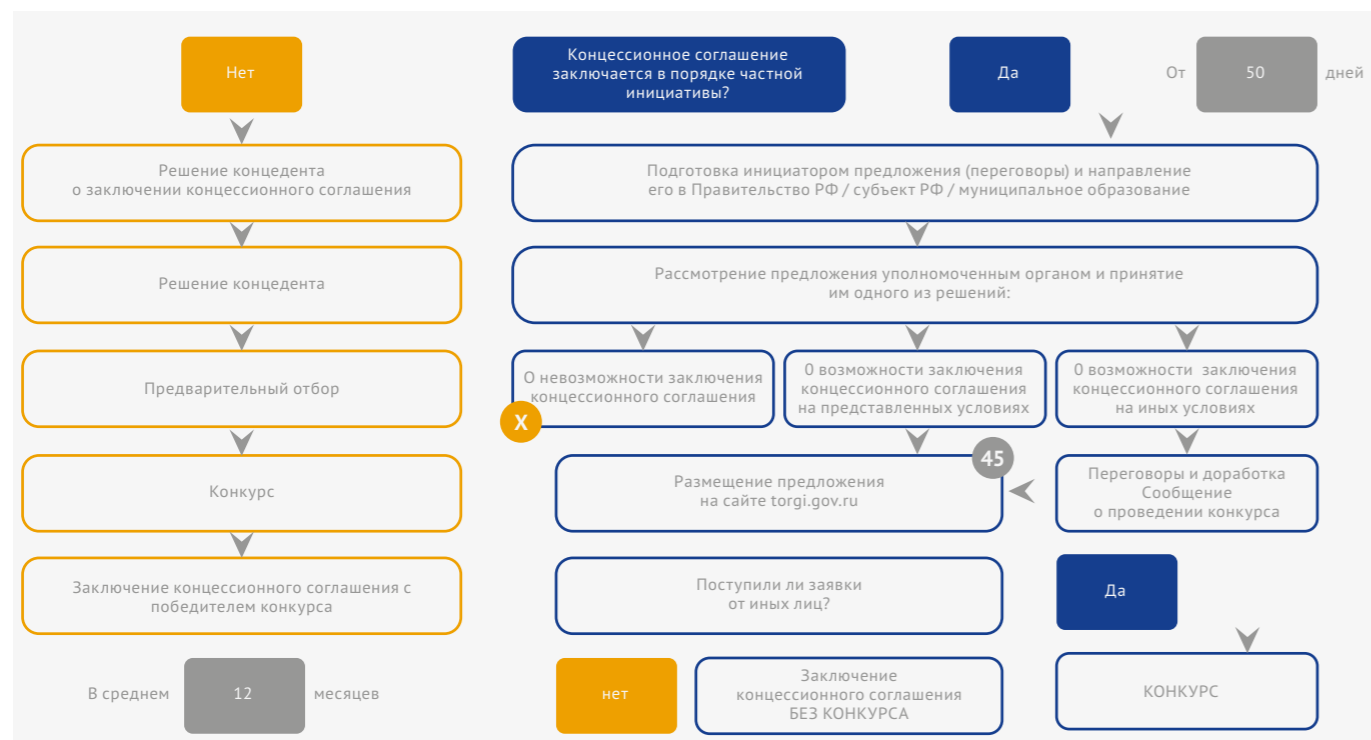 Нет
Концессионное соглашение
заключается в порядке частной
инициативы?
Да
От 50 дней
Решение концедента
о заключении концессионного соглашения
Подготовка инициатором предложения (переговоры) и направление
его в Правительство РФ / субъект РФ / муниципальное образование
Решение концедента
Рассмотрение предложения уполномоченным органом и принятие
им одного из решений:
Предварительный отбор
О невозможности заключения
концессионного соглашения
X
0 возможности заключения
концессионного соглашения
на представленных условиях
0 возможности заключения
концессионного соглашения
на иных условиях
Конкурс
Размещение предложения
на сайте torgi.gov.ru
45
Переговоры и доработка
Сообщение
о проведении конкурса
Заключение концессионного соглашения с
победителем конкурса
Поступили ли заявки
от иных лиц?
Да
В среднем 12 месяцев
нет
Заключение
концессионного соглашения
БЕЗ КОНКУРСА
КОНКУРС